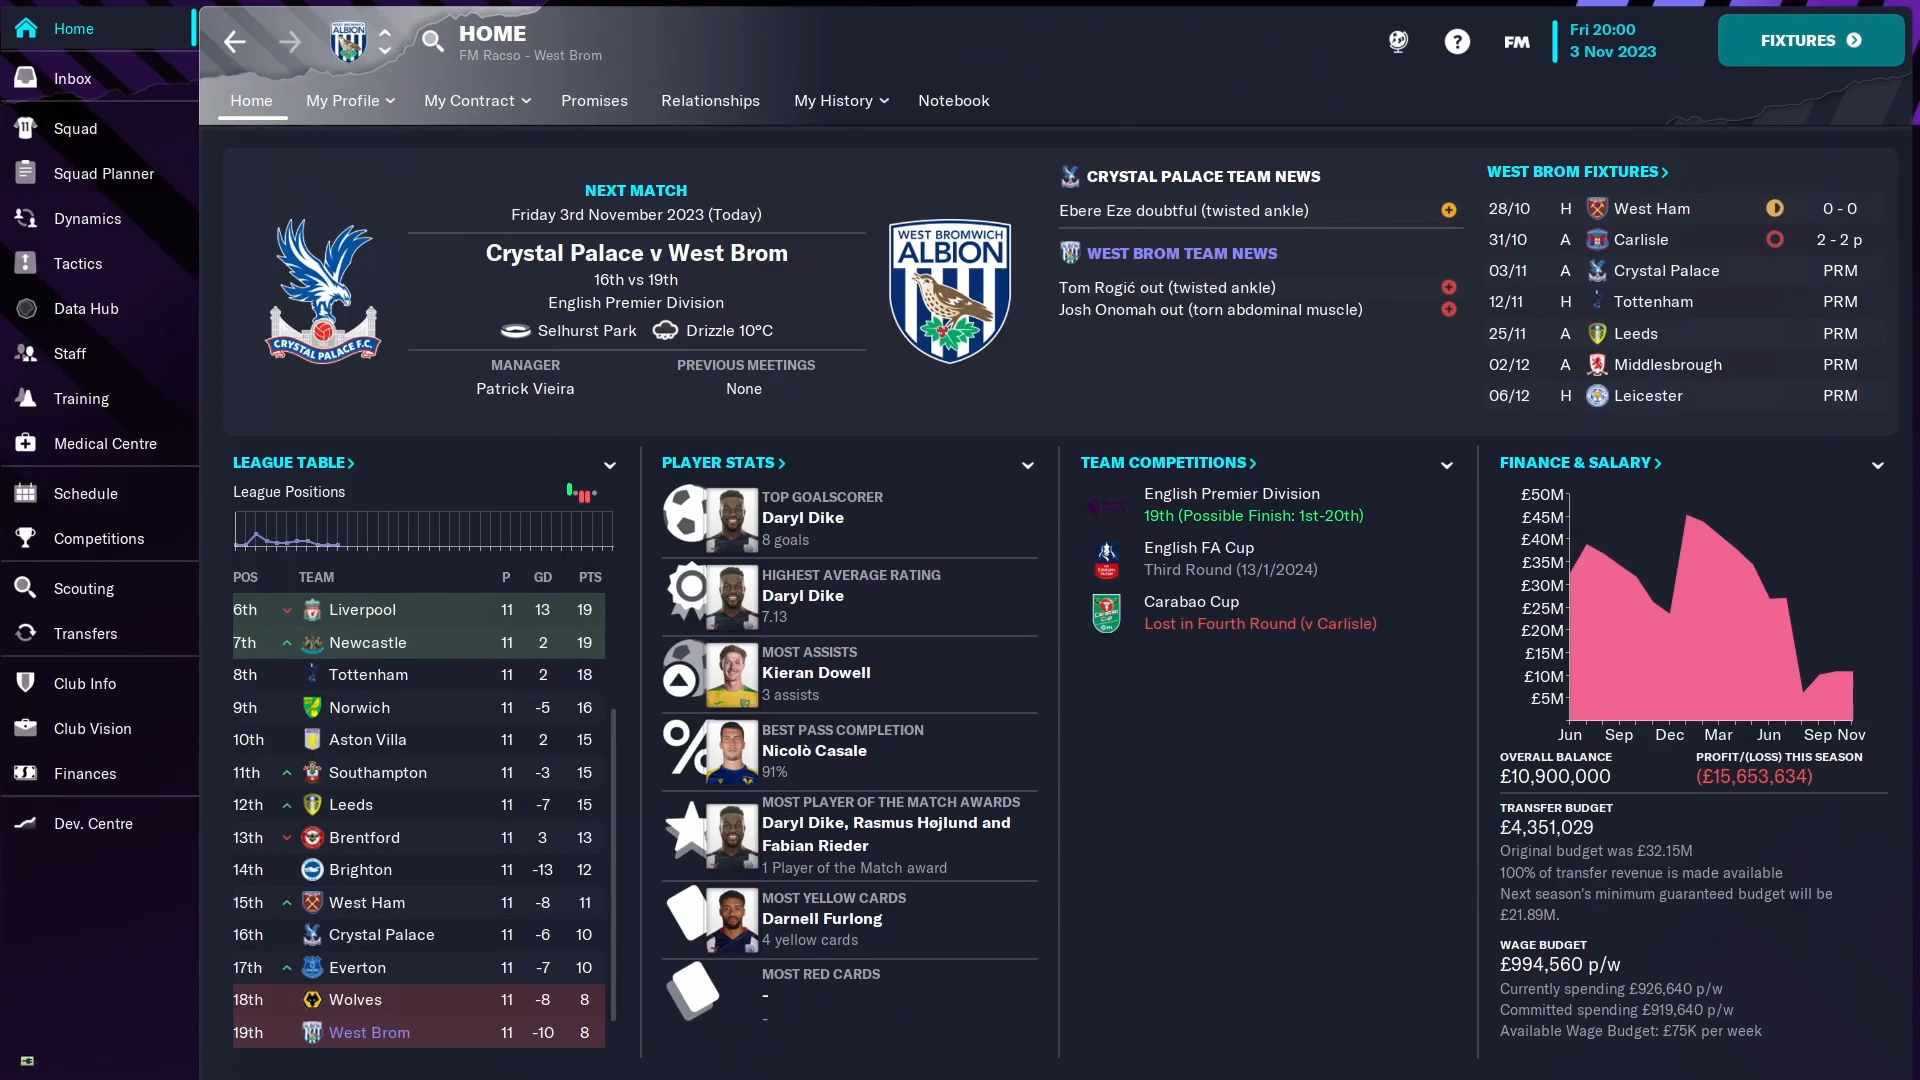 Home
Inbox
Squad
Squad Planner
Dynamics
Tactics
Data Hub
Staff
Training
Medical Centre
Schedule
Competitions
Scouting
Transfers
Club Info
Club Vision
Finances
Dev. Centre
HOME
FM Racso - West Brom
FM
Fri 20:00
3 Nov 2023
FIXTURES
Home My Profile My Contract Promises Relationships My History Notebook
NEXT MATCH
Friday 3rd November 2023 (Today)
Crystal Palace v West Brom
16th vs 19th
English Premier Division
Selhurst Park Drizzle 10°C
MANAGER PREVIOUS MEETINGS
Patrick Vieira None
CRYSTAL PALACE F.C.
WEST BROMWICH
ALBION
CRYSTAL PALACE TEAM NEWS
Ebere Eze doubtful (twisted ankle)
WEST BROM TEAM NEWS
Tom Rogić out (twisted ankle)
Josh Onomah out (torn abdominal muscle)
WEST BROM FIXTURES
28/10 H West Ham 0 - 0
31/10 A Carlisle 2 - 2 p
03/11 A Crystal Palace PRM
12/11 H Tottenham PRM
25/11 A Leeds PRM
02/12 A Middlesbrough PRM
06/12 H Leicester PRM
LEAGUE TABLE
League Positions
POS TEAM P GD PTS
6th Liverpool 11 13 19
7th Newcastle 11 2 19
8th Tottenham 11 2 18
9th Norwich 11 -5 16
10th Aston Villa 11 2 15
11th Southampton 11 -3 15
12th Leeds 11 -7 15
13th Brentford 11 3 13
14th Brighton 11 -13 12
15th West Ham 11 -8 11
16th Crystal Palace 11 -6 10
17th Everton 11 -7 10
18th Wolves 11 -8 8
19th West Brom 11 -10 8
PLAYER STATS
TOP GOALSCORER
Daryl Dike
8 goals
HIGHEST AVERAGE RATING
Daryl Dike
7.13
MOST ASSISTS
Kieran Dowell
3 assists
BEST PASS COMPLETION
Nicolò Casale
91%
MOST PLAYER OF THE MATCH AWARDS
Daryl Dike, Rasmus Højlund and
Fabian Rieder
1 Player of the Match award
MOST YELLOW CARDS
Darnell Furlong
4 yellow cards
MOST RED CARDS
-
-
TEAM COMPETITIONS
English Premier Division
19th (Possible Finish: 1st-20th)
English FA Cup
Third Round (13/1/2024)
Carabao Cup
Lost in Fourth Round (v Carlisle)
FINANCE & SALARY
£50M
£45M
£40M
£35M
£30M
£25M
£20M
£15M
£10M
£5M
Jun Sep Dec Mar Jun Sep Nov
OVERALL BALANCE PROFIT/(LOSS) THIS SEASON
£10,900,000 (£15,653,634)
TRANSFER BUDGET
£4,351,029
Original budget was £32.15M
100% of transfer revenue is made available
Next season's minimum guaranteed budget will be
£21.89M.
WAGE BUDGET
£994,560 p/w
Currently spending £926,640 p/w
Committed spending £919,640 p/w
Available Wage Budget: £75K per week